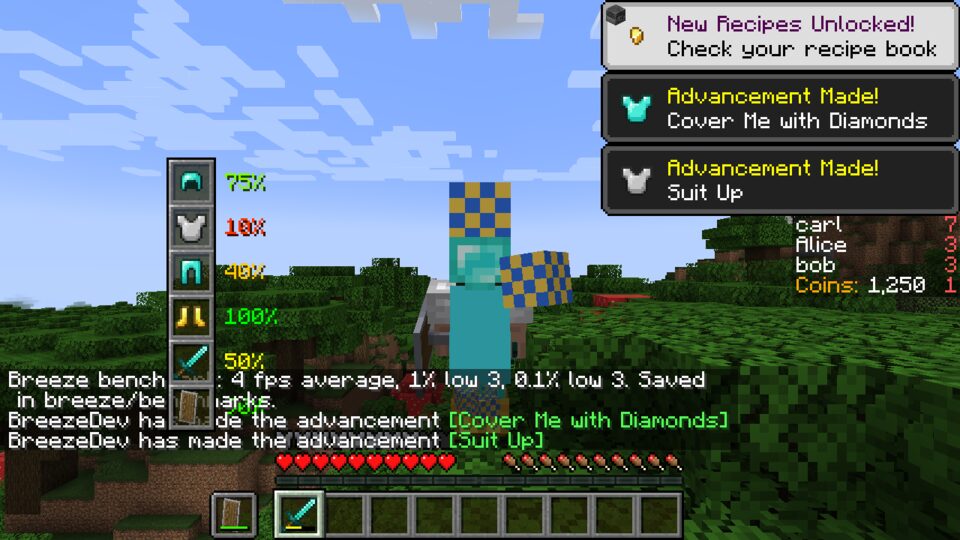 New Recipes Unlocked!
Check your recipe book
Advancement Made!
Cover Me with Diamonds
Advancement Made!
Suit Up
carl 7
Alice 3
bob 3
Coins: 1,250 1
75%
10%
40%
100%
50%
Breeze bench : 4 fps average, 1% low 3, 0.1% low 3. Saved
in breeze/be marks.
BreezeDev ha de the advancement [Cover Me with Diamonds]
BreezeDev has made the advancement [Suit Up]